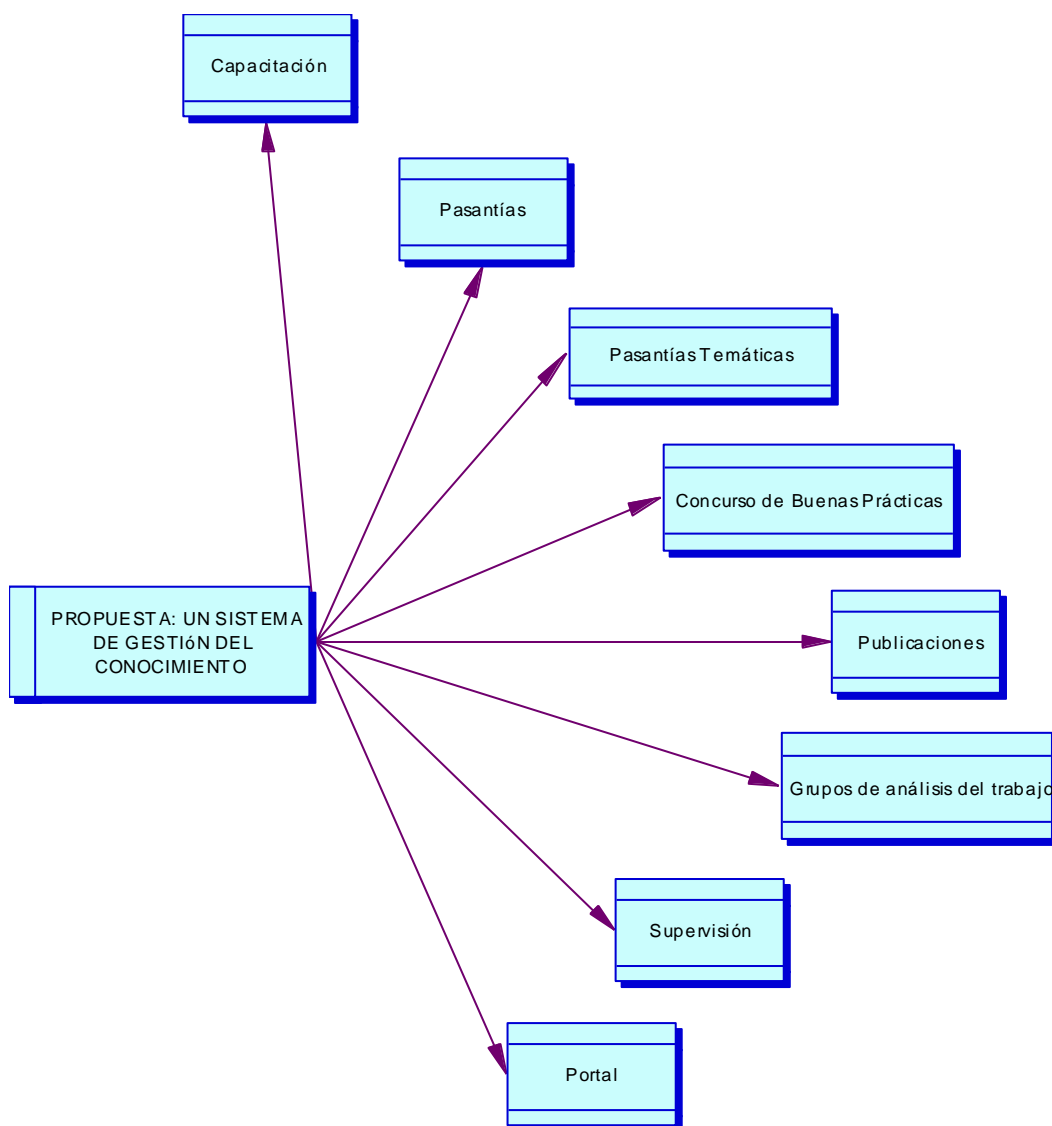 Capacitación
Pasantías
Pasantías Temáticas
Concurso de Buenas Prácticas
PROPUESTA: UN SISTEMA
DE GESTIóN DEL
CONOCIMIENTO
Publicaciones
Grupos de análisis del trabajo
Supervisión
Portal